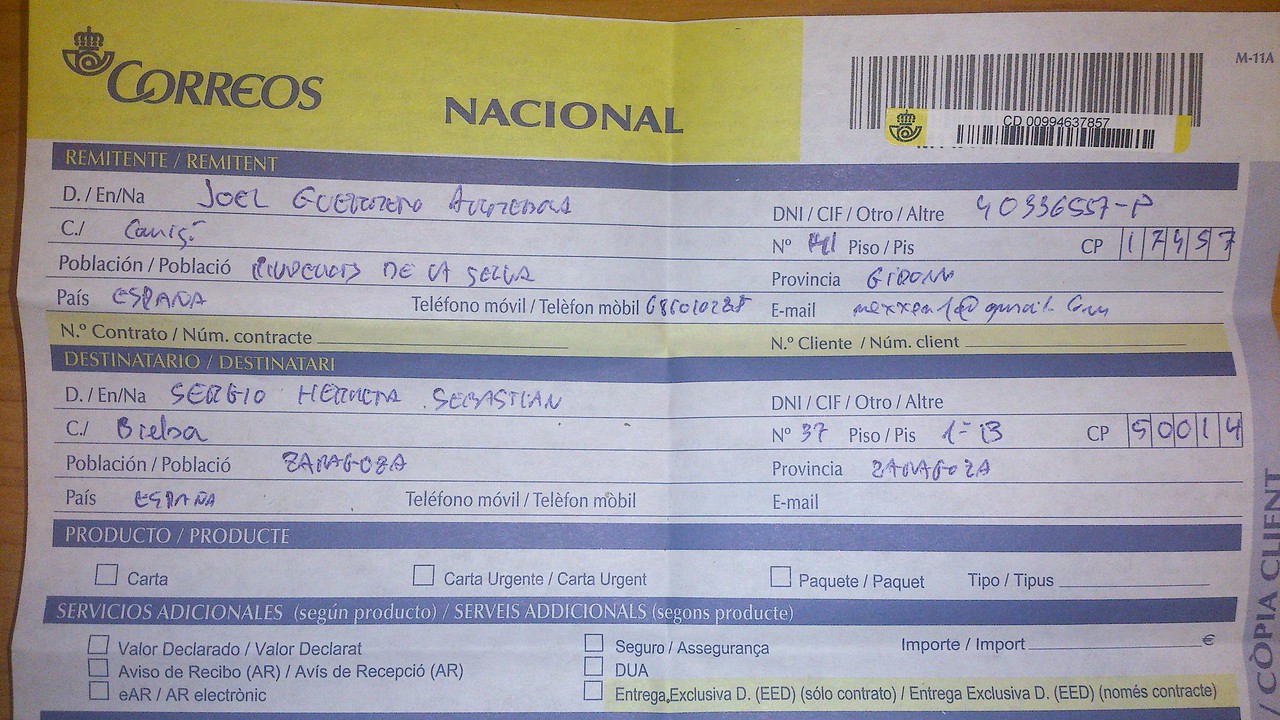 CORREOS
NACIONAL
M-11A
CD 00994637857
REMITENTE / REMITENT
D. / En/Na JOEL GUERRERO
DNI / CIF / Otro / Altre
C./ Canigó Nº 41 Piso / Pis CP 17457
Población / Població RIUDELLOTS DE LA SELVA Provincia GIRONA
País ESPAÑA Teléfono móvil / Telèfon mòbil E-mail
N.º Contrato / Núm. contracte N.º Cliente / Núm. client
DESTINATARIO / DESTINATARI
D. / En/Na SERGIO SEBASTIAN DNI / CIF / Otro / Altre
C./ Bielsa Nº 37 Piso / Pis 1º B CP 50014
Población / Població ZARAGOZA Provincia ZARAGOZA
País ESPAÑA Teléfono móvil / Telèfon mòbil E-mail
PRODUCTO / PRODUCTE
Carta Carta Urgente / Carta Urgent Paquete / Paquet Tipo / Tipus
SERVICIOS ADICIONALES (según producto) / SERVEIS ADDICIONALS (segons producte)
Valor Declarado / Valor Declarat Seguro / Assegurança Importe / Import €
Aviso de Recibo (AR) / Avís de Recepció (AR) DUA
eAR / AR electrònic Entrega Exclusiva D. (EED) (sólo contrato) / Entrega Exclusiva D. (EED) (només contracte)
/ CÒPIA CLIENT